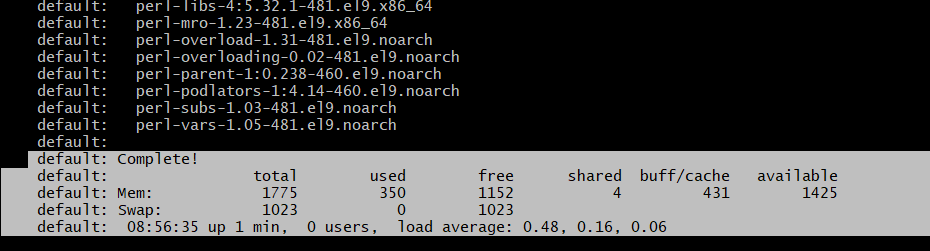 default:   perl-libs-4:5.32.1-481.el9.x86_64
default:   perl-mro-1.23-481.el9.x86_64
default:   perl-overload-1.31-481.el9.noarch
default:   perl-overloading-0.02-481.el9.noarch
default:   perl-parent-1:0.238-460.el9.noarch
default:   perl-podlators-1:4.14-460.el9.noarch
default:   perl-subs-1.03-481.el9.noarch
default:   perl-vars-1.05-481.el9.noarch
default:
default: Complete!
default:                total        used        free      shared  buff/cache   available
default: Mem:            1775         350        1152           4         431        1425
default: Swap:           1023           0        1023
default:  08:56:35 up 1 min,  0 users,  load average: 0.48, 0.16, 0.06